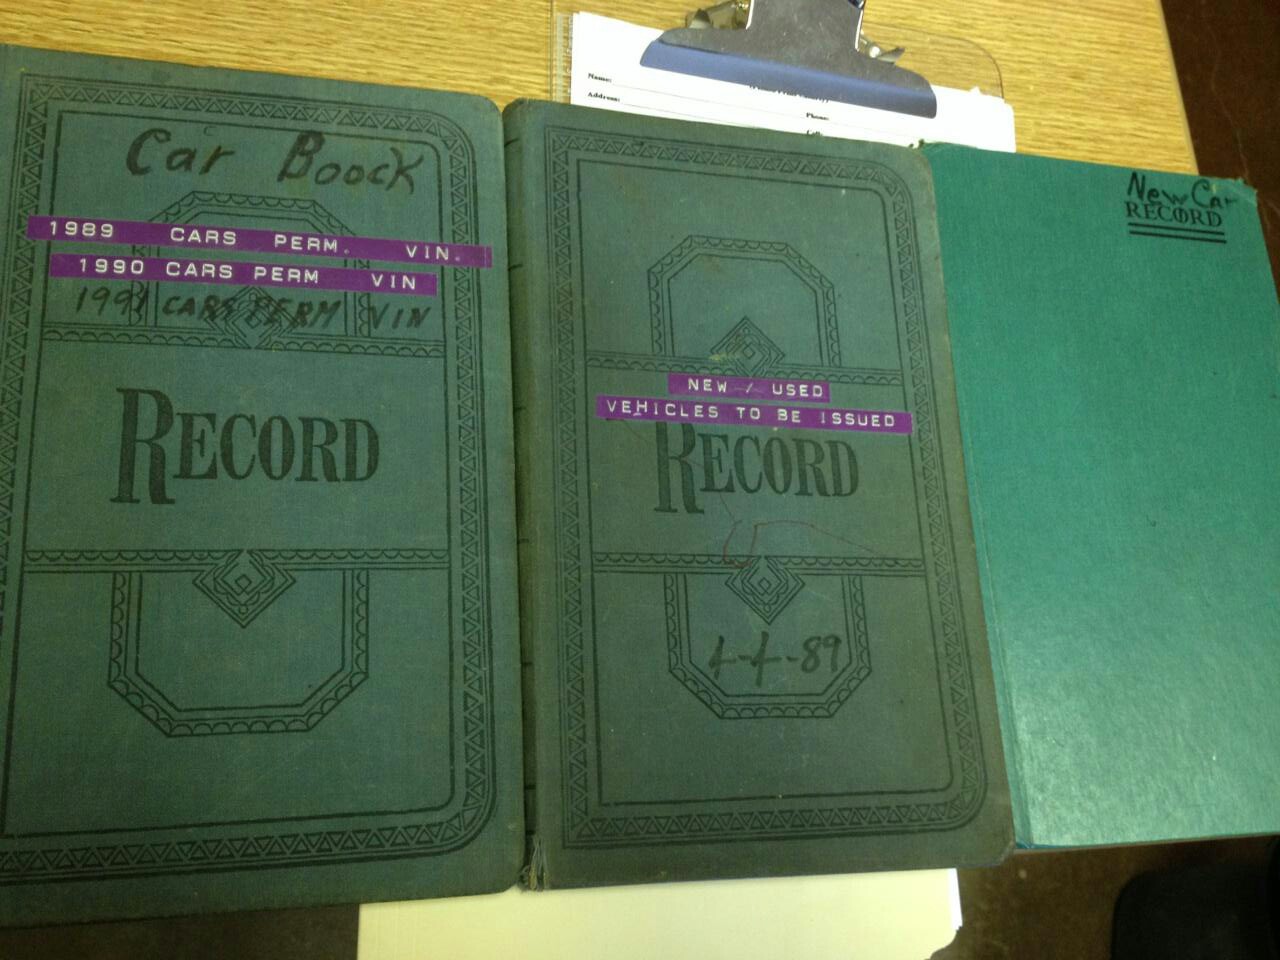 Car Boock
1989 CARS PERM. VIN.
1990 CARS PERM VIN
1991 CARS PERM VIN
RECORD
Name:
Address:
Phone:
NEW / USED
VEHICLES TO BE ISSUED
RECORD
1-1-89
New Car
RECORD